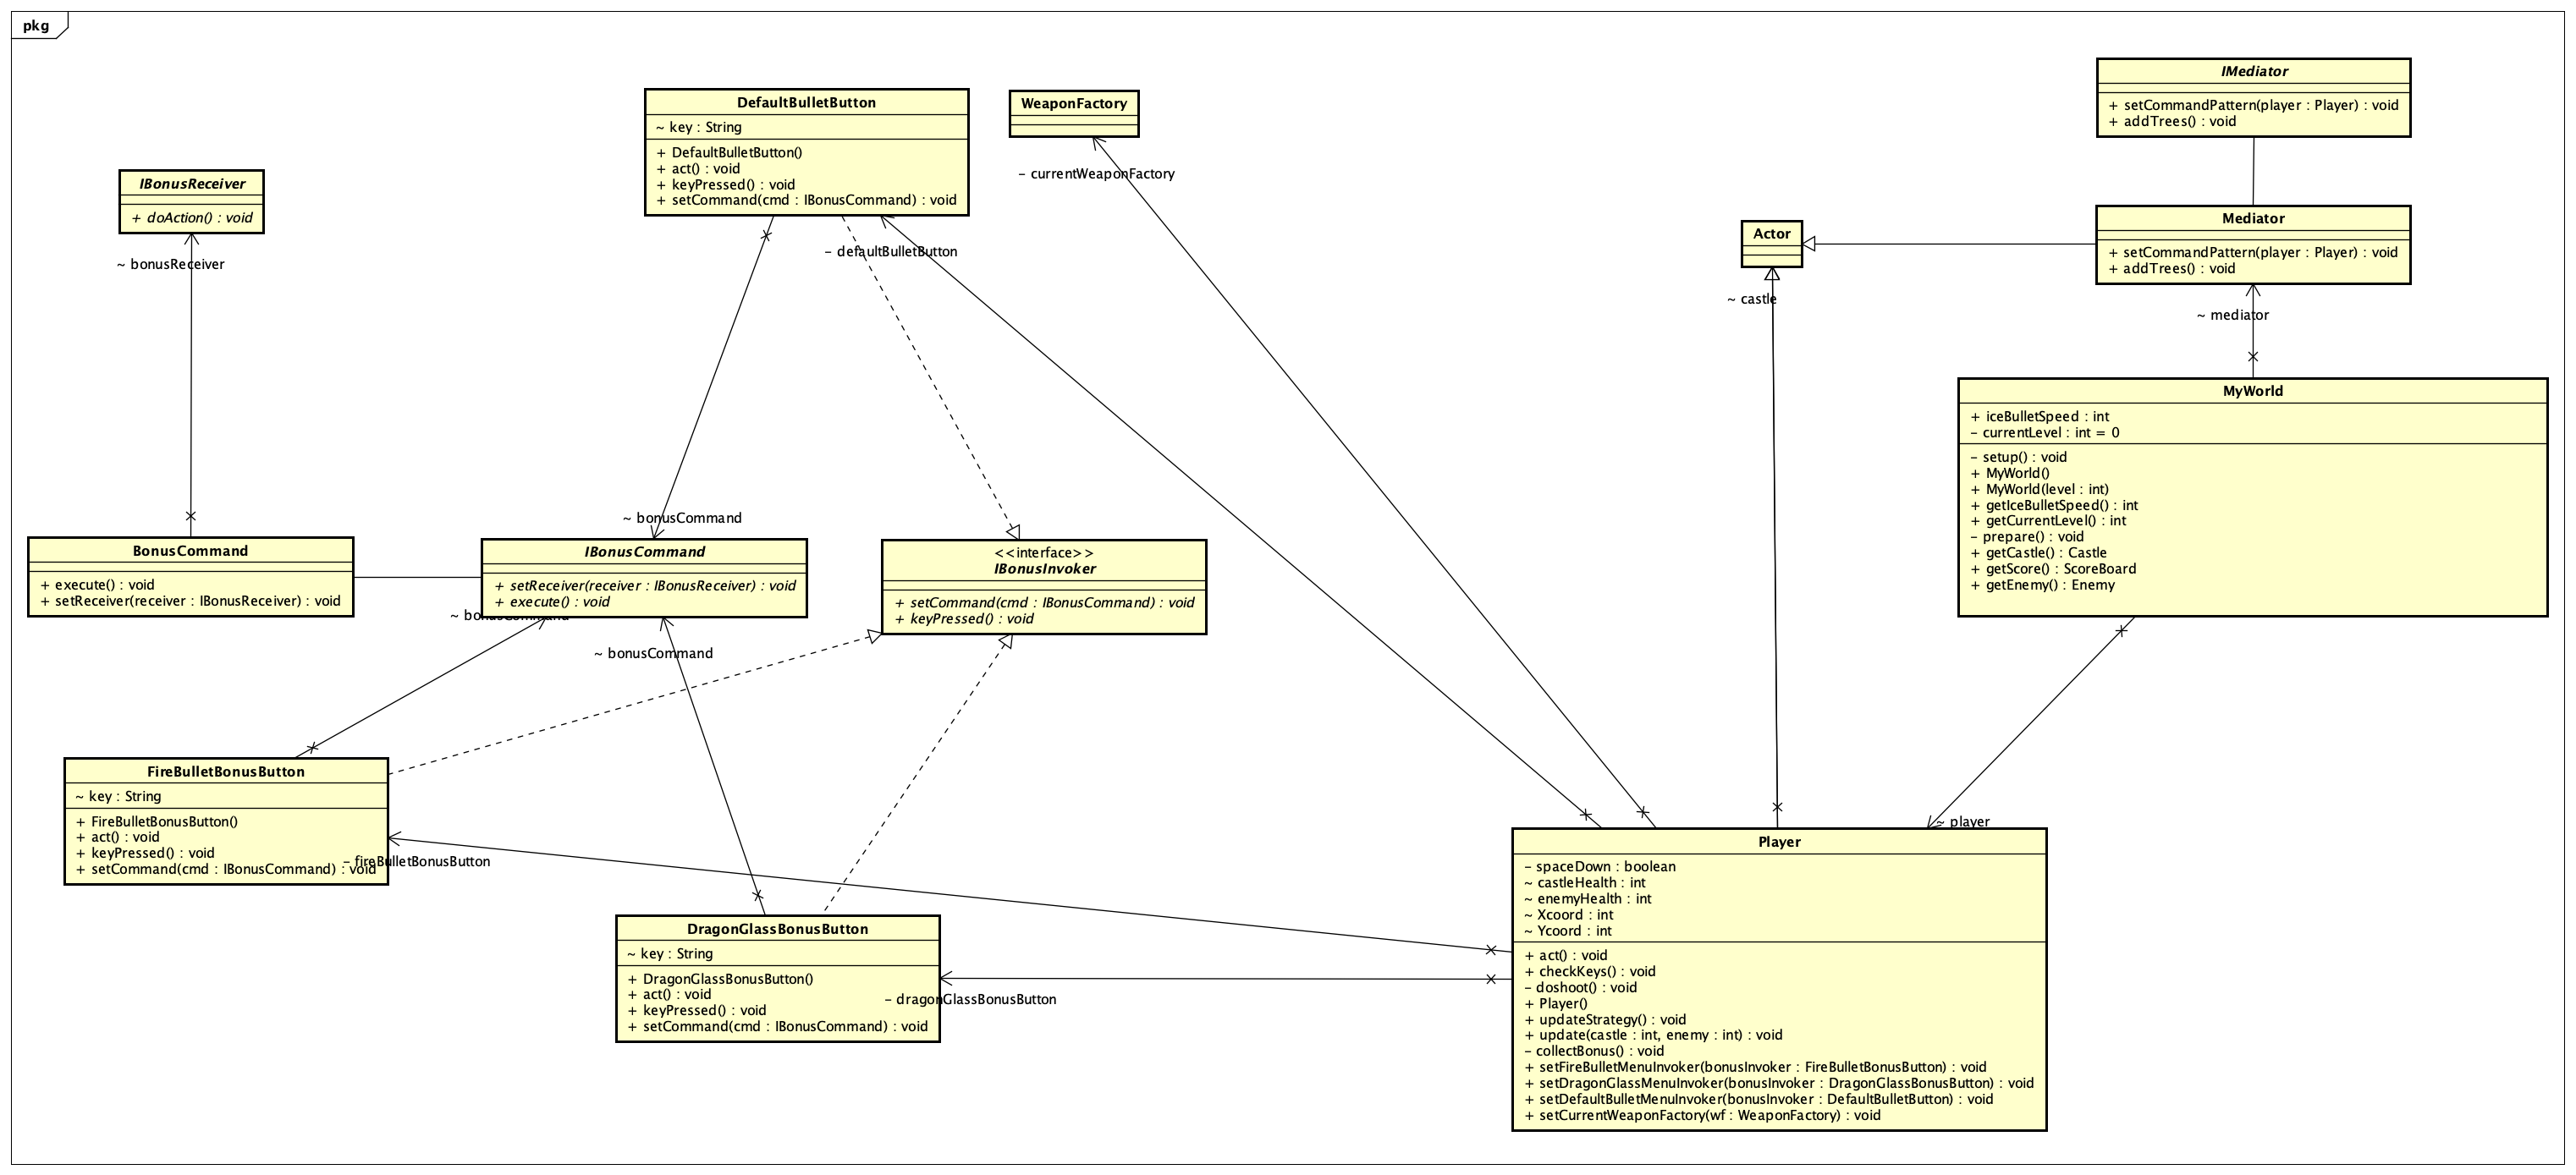 pkg
IMediator
+ setCommandPattern(player : Player) : void
+ addTrees() : void
DefaultBulletButton
~ key : String
+ DefaultBulletButton()
+ act() : void
+ keyPressed() : void
+ setCommand(cmd : IBonusCommand) : void
WeaponFactory
– currentWeaponFactory
IBonusReceiver
+ doAction() : void
~ bonusReceiver
– defaultBulletButton
Actor
~ castle
Mediator
+ setCommandPattern(player : Player) : void
+ addTrees() : void
~ mediator
MyWorld
+ iceBulletSpeed : int
– currentLevel : int = 0
– setup() : void
+ MyWorld()
+ MyWorld(level : int)
+ getIceBulletSpeed() : int
+ getCurrentLevel() : int
– prepare() : void
+ getCastle() : Castle
+ getScore() : ScoreBoard
+ getEnemy() : Enemy
~ bonusCommand
BonusCommand
+ execute() : void
+ setReceiver(receiver : IBonusReceiver) : void
IBonusCommand
+ setReceiver(receiver : IBonusReceiver) : void
+ execute() : void
<<interface>>
IBonusInvoker
+ setCommand(cmd : IBonusCommand) : void
+ keyPressed() : void
~ bonusCommand
~ bonusCommand
FireBulletBonusButton
~ key : String
+ FireBulletBonusButton()
+ act() : void
+ keyPressed() : void
+ setCommand(cmd : IBonusCommand) : void
– fireBulletBonusButton
DragonGlassBonusButton
~ key : String
+ DragonGlassBonusButton()
+ act() : void
+ keyPressed() : void
+ setCommand(cmd : IBonusCommand) : void
– dragonGlassBonusButton
~ player
Player
– spaceDown : boolean
~ castleHealth : int
~ enemyHealth : int
~ Xcoord : int
~ Ycoord : int
+ act() : void
+ checkKeys() : void
– doshoot() : void
+ Player()
+ updateStrategy() : void
+ update(castle : int, enemy : int) : void
– collectBonus() : void
+ setFireBulletMenuInvoker(bonusInvoker : FireBulletBonusButton) : void
+ setDragonGlassMenuInvoker(bonusInvoker : DragonGlassBonusButton) : void
+ setDefaultBulletMenuInvoker(bonusInvoker : DefaultBulletButton) : void
+ setCurrentWeaponFactory(wf : WeaponFactory) : void